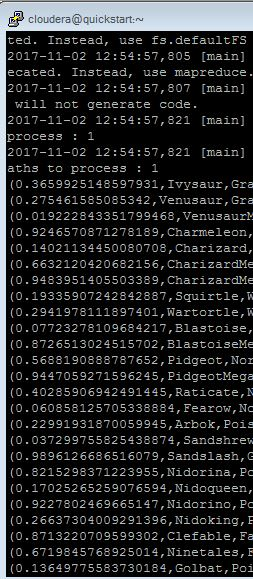 cloudera@quickstart:~
ted. Instead, use fs.defaultFS
2017-11-02 12:54:57,805 [main]
ecated. Instead, use mapreduce.
2017-11-02 12:54:57,807 [main]
will not generate code.
2017-11-02 12:54:57,821 [main]
process : 1
2017-11-02 12:54:57,821 [main]
aths to process : 1
(0.3659925148597931,Ivysaur,Gra
(0.275461585085342,Venusaur,Gra
(0.019222843351799468,VenusaurM
(0.9246570871278189,Charmeleon,
(0.14021134450080708,Charizard,
(0.6632120420682156,CharizardMe
(0.9483951405503389,CharizardMe
(0.19335907242842887,Squirtle,W
(0.2941978111897401,Wartortle,W
(0.07723278109684217,Blastoise,
(0.8726513024515702,BlastoiseMe
(0.5688190888787652,Pidgeot,Nor
(0.9447059271596245,PidgeotMega
(0.40285906942491445,Raticate,N
(0.060858125705338884,Fearow,No
(0.22991931870059945,Arbok,Pois
(0.037299755825438874,Sandshrew
(0.9896126686516079,Sandslash,G
(0.8215298371223955,Nidorina,Po
(0.17025265259076594,Nidoqueen,
(0.9227802469665147,Nidorino,Po
(0.26637304009291396,Nidoking,P
(0.8713220709599302,Clefable,Fa
(0.6719845768925014,Ninetales,F
(0.13649775583730184,Golbat,Poi